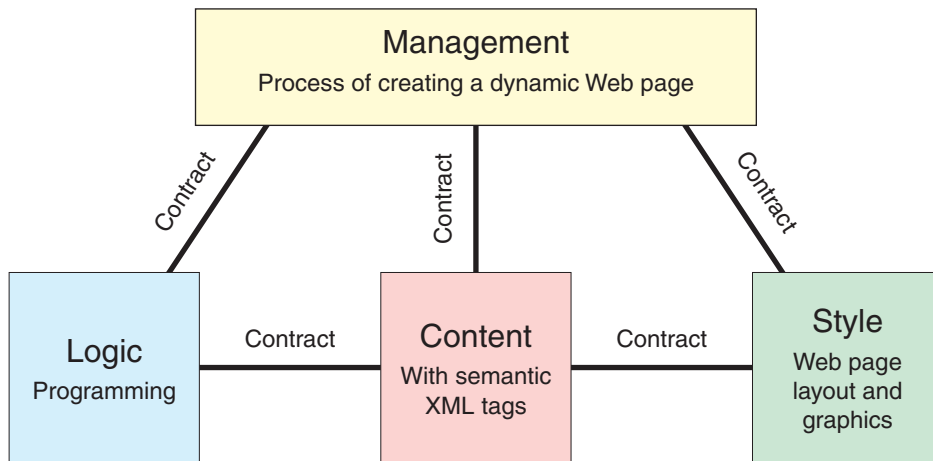 Management
Process of creating a dynamic Web page
Contract
Contract
Contract
Logic
Programming
Contract
Content
With semantic
XML tags
Contract
Style
Web page
layout and
graphics